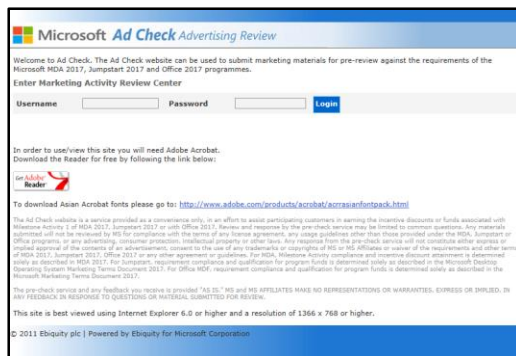 Microsoft Ad Check Advertising Review
Welcome to Ad Check. The Ad Check website can be used to submit marketing materials for pre-review against the requirements of the
Microsoft MDA 2017, Jumpstart 2017 and Office 2017 programmes.
Enter Marketing Activity Review Center
Username Password Login
In order to use/view this site you will need Adobe Acrobat.
Download the Reader for free by following the link below:
Get Adobe
Reader
To download Asian Acrobat fonts please go to: http://www.adobe.com/products/acrobat/acrrasianfontpack.html
The Ad Check website is a service provided as a convenience only, in an effort to assist participating customers in earning the incentive discounts or funds associated with
Milestone Activity 1 of MDA 2017, Jumpstart 2017 or with Office 2017. Review and response by the pre-check service may be limited to common questions. Any materials
submitted will not be reviewed by MS for compliance with the terms of any license agreement, any usage guidelines other than those provided under the MDA, Jumpstart or
Office programs, or any advertising, consumer protection, intellectual property or other laws. Any response from the pre-check service will not constitute either express or
implied approval of the contents of an advertisement, consent to the use of any trademarks or copyrights of MS or MS Affiliates or waiver of the requirements and other terms
of MDA 2017, Jumpstart 2017, Office 2017 or any other agreement or guidelines. For MDA, Milestone Activity compliance and incentive discount attainment is determined
solely as described in MDA 2017. For Jumpstart, requirement compliance and qualification for program funds is determined solely as described in the Microsoft Desktop
Operating System Marketing Terms Document 2017. For Office MDF, requirement compliance and qualification for program funds is determined solely as described in the
Microsoft Marketing Terms Document 2017.
The pre-check service and any feedback you receive is provided "AS IS." MS and MS AFFILIATES MAKE NO REPRESENTATIONS OR WARRANTIES, EXPRESS OR IMPLIED, IN
ANY FEEDBACK IN RESPONSE TO QUESTIONS OR MATERIAL SUBMITTED FOR REVIEW.
This site is best viewed using Internet Explorer 6.0 or higher and a resolution of 1366 x 768 or higher.
© 2011 Ebiquity plc | Powered by Ebiquity for Microsoft Corporation